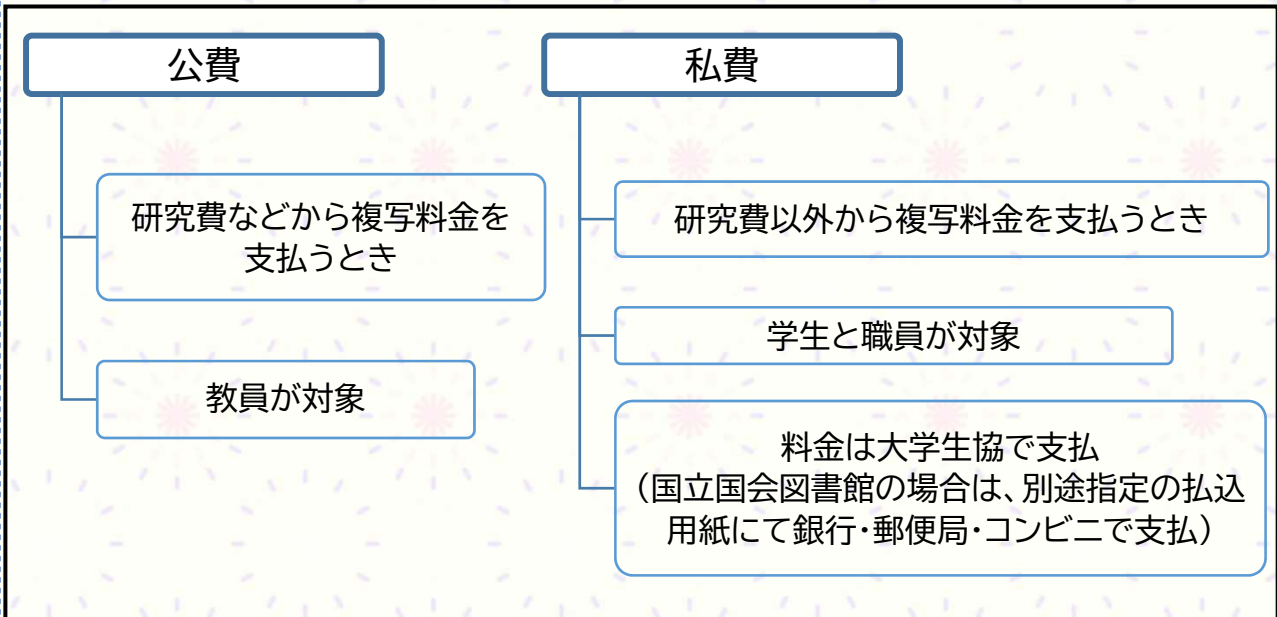 公費
研究費などから複写料金を
支払うとき
教員が対象
私費
研究費以外から複写料金を支払うとき
学生と職員が対象
料金は大学生協で支払
（国立国会図書館の場合は、別途指定の払込
用紙にて銀行・郵便局・コンビニで支払）